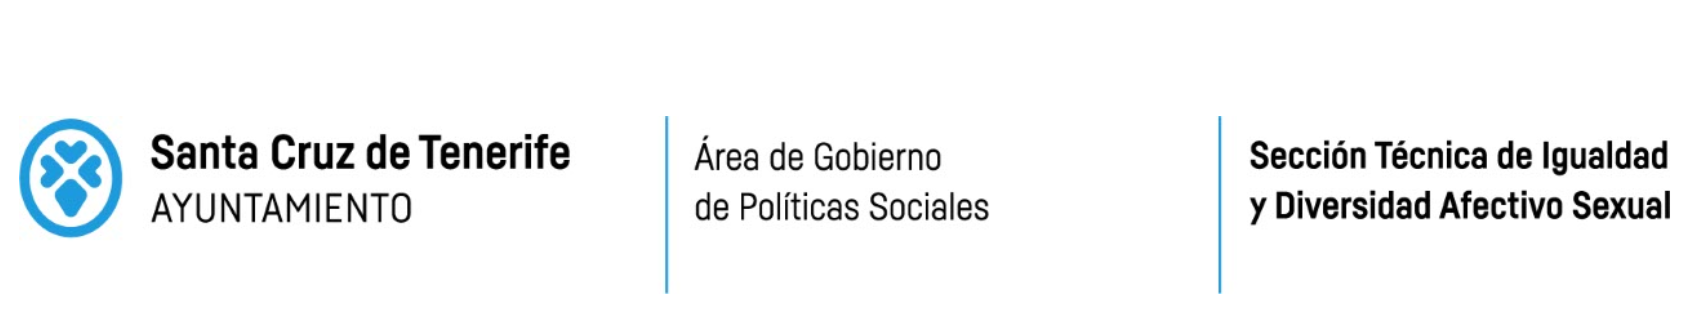 Santa Cruz de Tenerife
AYUNTAMIENTO
Área de Gobierno
de Políticas Sociales
Sección Técnica de Igualdad
y Diversidad Afectivo Sexual